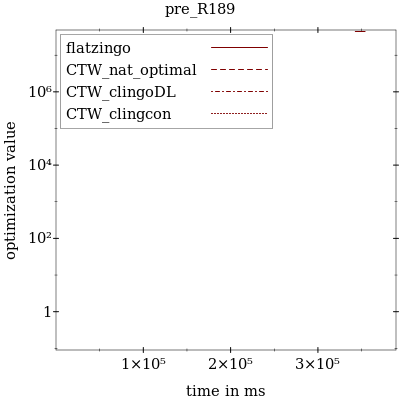 pre_R189
flatzingo
CTW_nat_optimal
CTW_clingoDL
CTW_clingcon
optimization value
10⁶
10⁴
10²
1
1×10⁵ 2×10⁵ 3×10⁵
time in ms